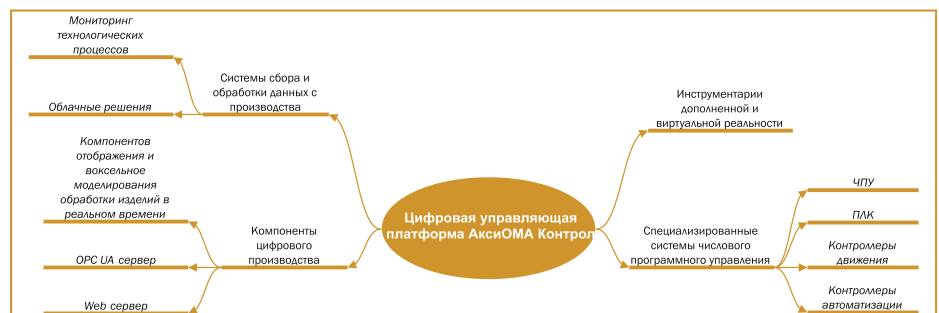 Мониторинг
технологических
процессов
Облачные решения
Системы сбора и
обработки данных с
производства
Компонентов
отображения и
воксельное
моделирования
обработки изделий в
реальном времени
OPC UA сервер
Web сервер
Компоненты
цифрового
производства
Цифровая управляющая
платформа АксиОМА Контрол
Инструментарии
дополненной и
виртуальной реальности
Специализированные
системы числового
программного управления
ЧПУ
ПЛК
Контроллеры
движения
Контроллеры
автоматизации